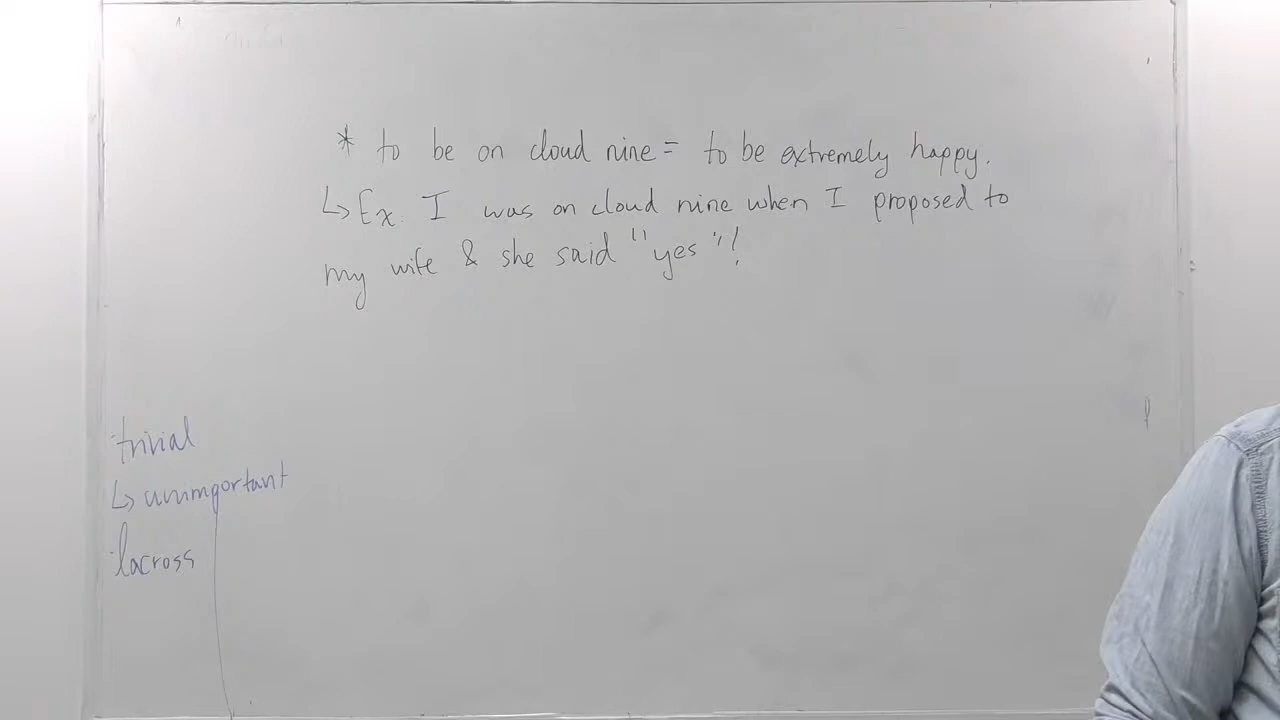 * to be on cloud nine = to be extremely happy.
↳ Ex. I was on cloud nine when I proposed to
my wife & she said "yes"!
trivial
↳ unimportant
lacross